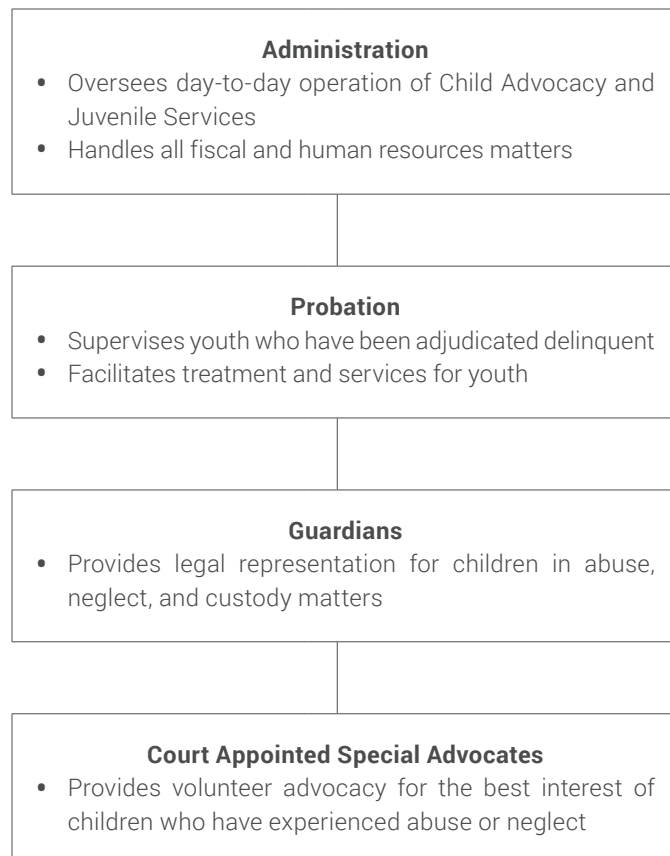 Administration
• Oversees day-to-day operation of Child Advocacy and
Juvenile Services
• Handles all fiscal and human resources matters
Probation
• Supervises youth who have been adjudicated delinquent
• Facilitates treatment and services for youth
Guardians
• Provides legal representation for children in abuse,
neglect, and custody matters
Court Appointed Special Advocates
• Provides volunteer advocacy for the best interest of
children who have experienced abuse or neglect